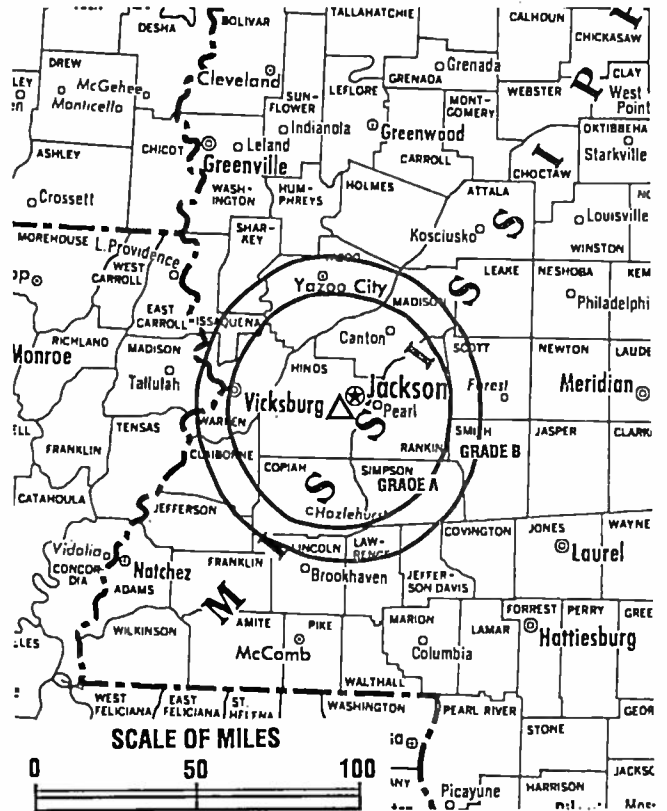 DESHA
BOLIVAR
TALLAHATCHIE
CALHOUN
CHICKASAW
DREW
McGehee
Monticello
Cleveland
SUN-
FLOWER
LEFLORE
GRENADA
Grenada
WEBSTER
CLAY
West
Point
MONT-
GOMERY
Indianola
Greenwood
OKTIBBEHA
Starkville
ASHLEY
CHICOT
Leland
Greenville
CARROLL
CHOCTAW
Crossett
WASH-
INGTON
HUM-
PHREYS
HOLMES
ATTALA
Louisville
MOREHOUSE
L. Providence
SHAR-
KEY
Kosciusko
WINSTON
WEST
CARROLL
YAZOO
Yazoo City
LEAKE
NESHOBA
KEM
MADISON
Philadelphi
EAST
CARROLL
ISSAQUENA
RICHLAND
MADISON
Canton
SCOTT
NEWTON
LAUDE
Monroe
Tallulah
HINDS
Vicksburg
Jackson
Pearl
Forest
Meridian
TENSAS
WARREN
RANKIN
SMITH
JASPER
CLARK
FRANKLIN
CLAIBORNE
GRADE B
COPIAH
SIMPSON
GRADE A
CATAHOULA
JEFFERSON
Hazlehurst
COVINGTON
JONES
WAYNE
Vidalia
CONCOR-
DIA
Natchez
ADAMS
FRANKLIN
LINCOLN
LAW-
RENCE
Brookhaven
JEFFER-
SON DAVIS
Laurel
MISSISSIPP
WILKINSON
AMITE
PIKE
McComb
MARION
Columbia
LAMAR
FORREST
PERRY
GREE
Hattiesburg
WALTHALL
WEST
FELICIANA
EAST
FELICIANA
ST.
HELENA
WASHINGTON
PEARL RIVER
STONE
GEOR
SCALE OF MILES
0 50 100
JACKSO
HARRISON
Picayune